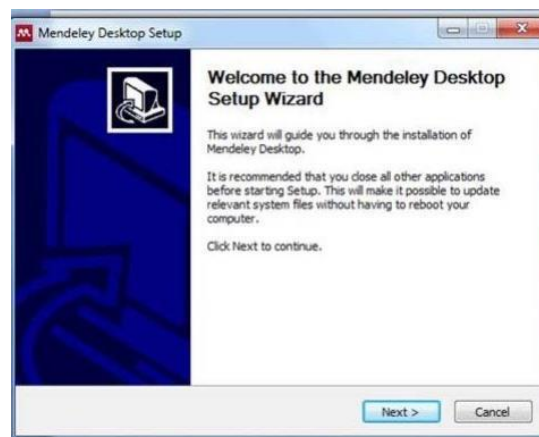 Mendeley Desktop Setup
Welcome to the Mendeley Desktop
Setup Wizard
This wizard will guide you through the installation of
Mendeley Desktop.
It is recommended that you close all other applications
before starting Setup. This will make it possible to update
relevant system files without having to reboot your
computer.
Click Next to continue.
Next >
Cancel